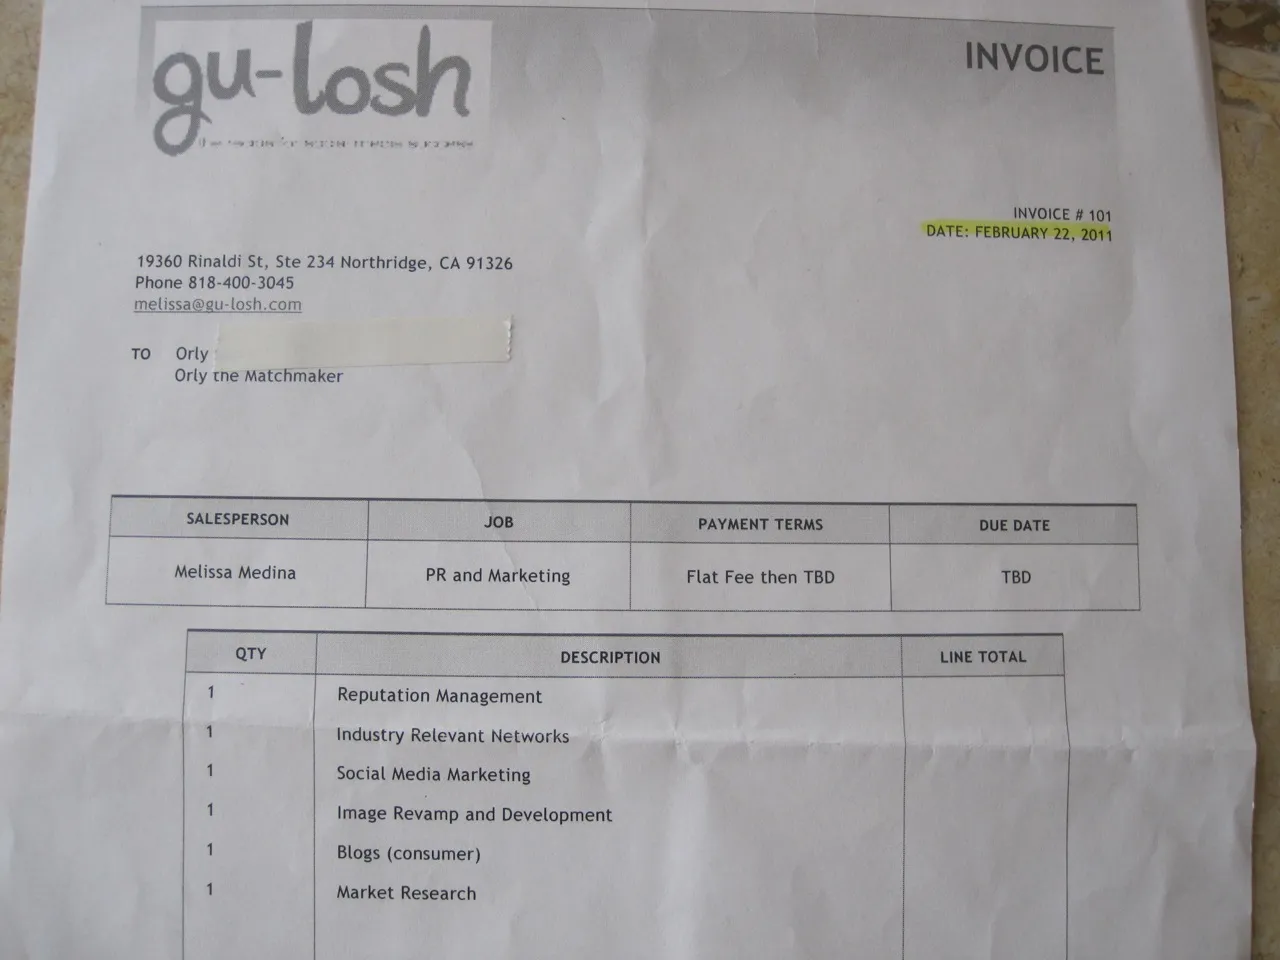 gu-losh
INVOICE
INVOICE # 101
DATE: FEBRUARY 22, 2011
19360 Rinaldi St, Ste 234 Northridge, CA 91326
Phone 818-400-3045
melissa@gu-losh.com
TO Orly
Orly the Matchmaker
SALESPERSON JOB PAYMENT TERMS DUE DATE
Melissa Medina PR and Marketing Flat Fee then TBD TBD
QTY DESCRIPTION LINE TOTAL
1 Reputation Management
1 Industry Relevant Networks
1 Social Media Marketing
1 Image Revamp and Development
1 Blogs (consumer)
1 Market Research